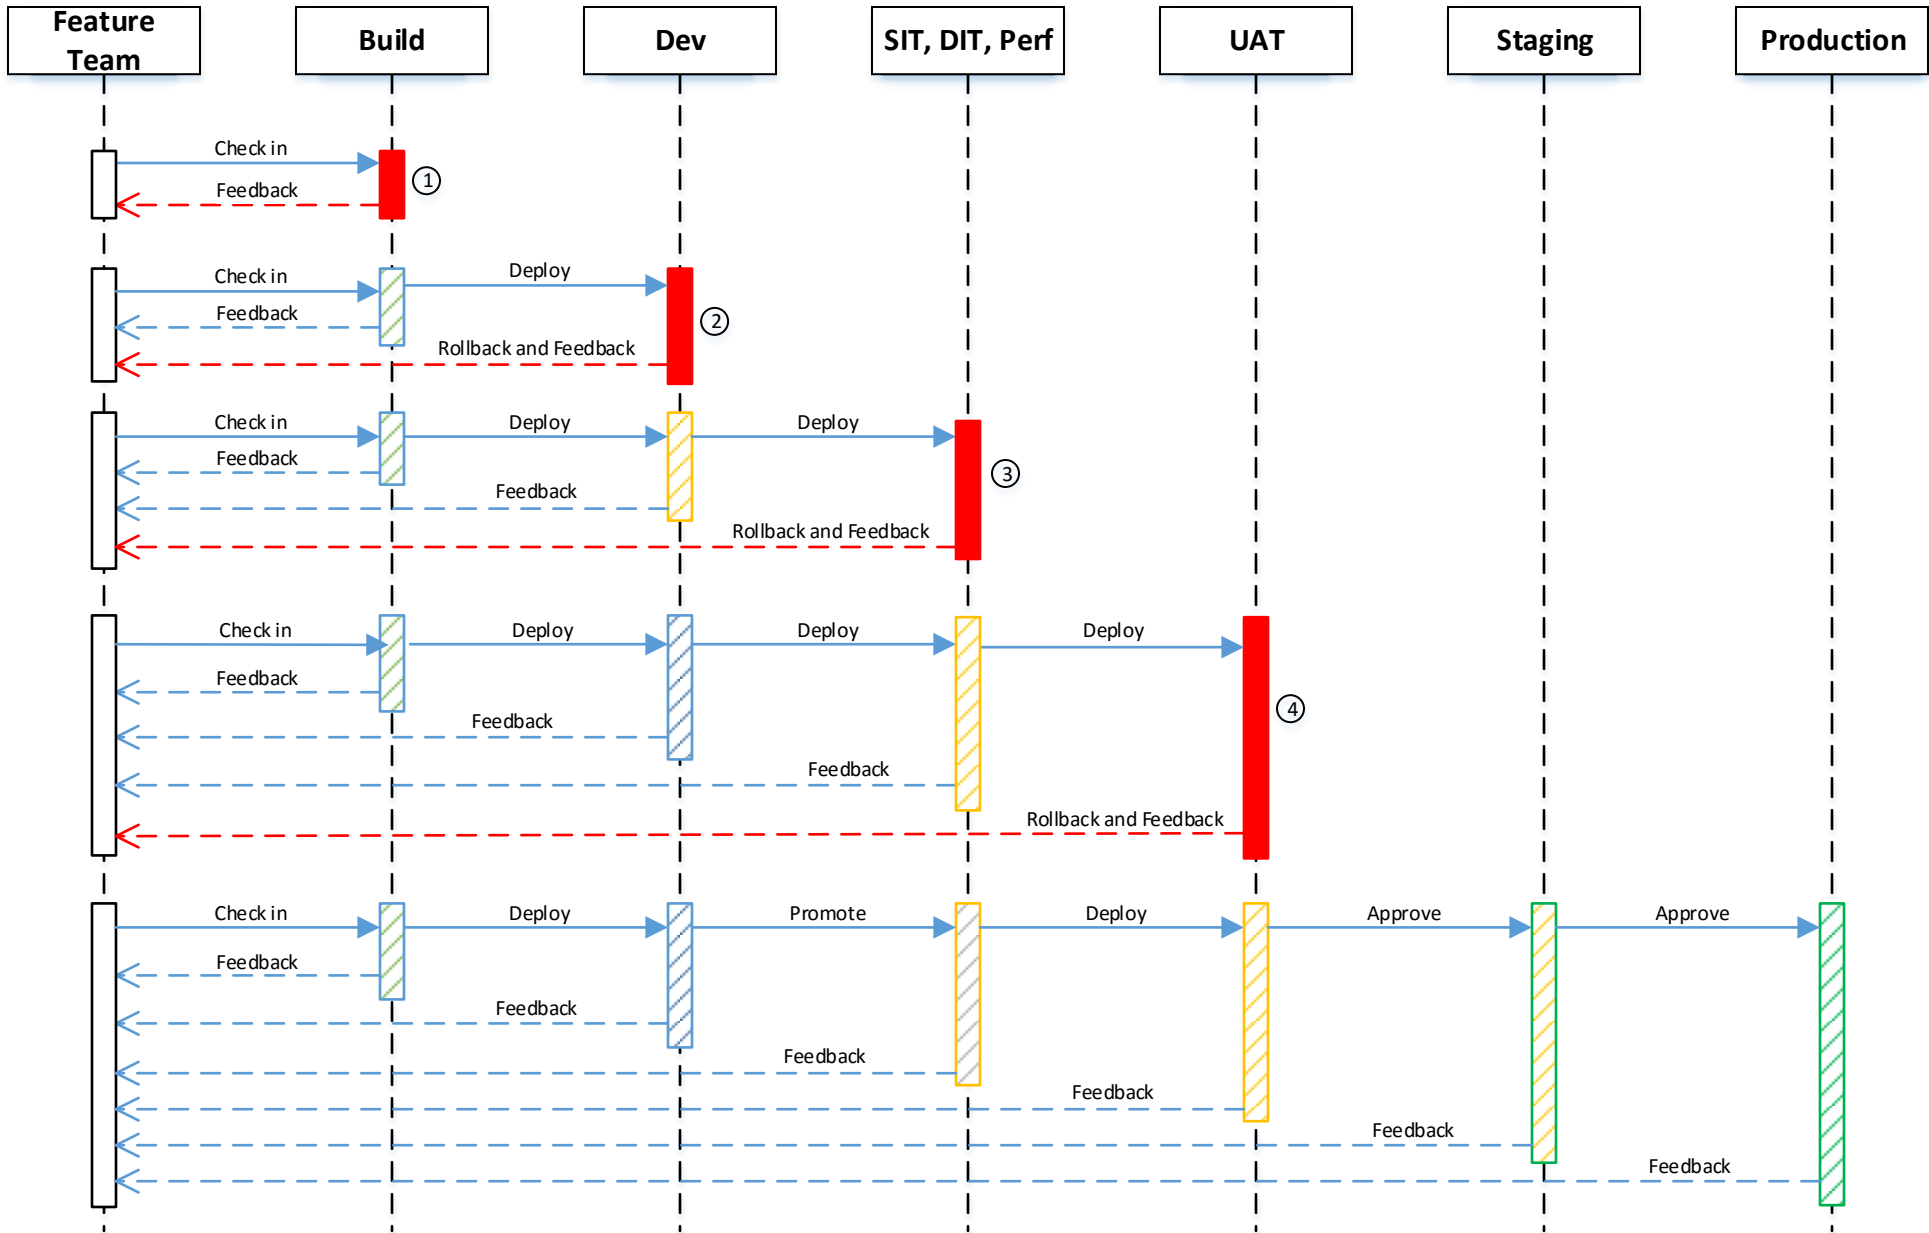 Feature
Team
Build
Dev
SIT, DIT, Perf
UAT
Staging
Production
Check in
Feedback
1
Check in
Deploy
Feedback
2
Rollback and Feedback
Check in
Deploy
Deploy
Feedback
3
Feedback
Rollback and Feedback
Check in
Deploy
Deploy
Deploy
Feedback
4
Feedback
Feedback
Rollback and Feedback
Check in
Deploy
Promote
Deploy
Approve
Approve
Feedback
Feedback
Feedback
Feedback
Feedback
Feedback